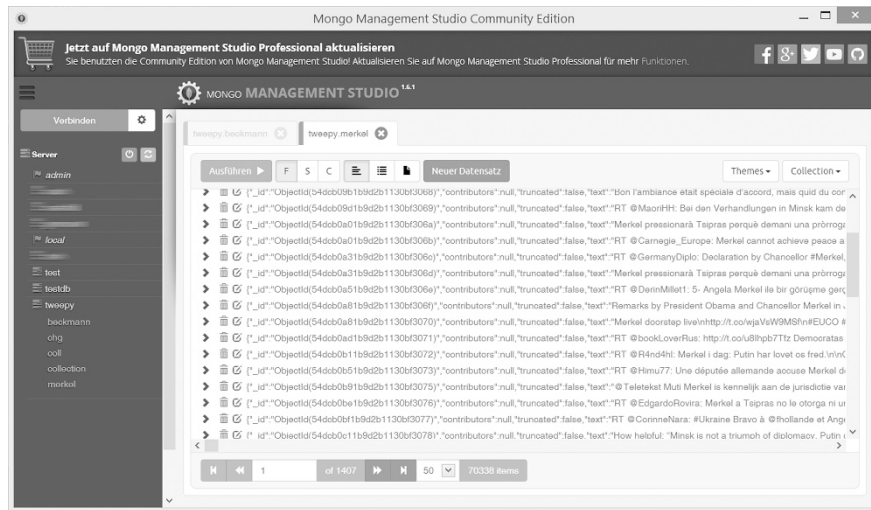 Mongo Management Studio Community Edition
Jetzt auf Mongo Management Studio Professional aktualisieren
Sie benutzten die Community Edition von Mongo Management Studio! Aktualisieren Sie auf Mongo Management Studio Professional für mehr Funktionen.
MONGO MANAGEMENT STUDIO 1.6.1
Verbinden
tweepy.beckmann
tweepy.merkel
Server
admin
local
test
testdb
tweepy
beckmann
chg
coll
collection
merkel
Ausführen
F S C
Neuer Datensatz
Themes
Collection
{"_id":"ObjectId(54dcb09b1b9d2b1130bf3068)","contributors":null,"truncated":false,"text":"Bon l'ambiance était spéciale d'accord, mais quid du
{"_id":"ObjectId(54dcb09d1b9d2b1130bf3069)","contributors":null,"truncated":false,"text":"RT @MaoriHH: Bei den Verhandlungen in Minsk kam
{"_id":"ObjectId(54dcb0a01b9d2b1130bf306a)","contributors":null,"truncated":false,"text":"Merkel pressionarà Tsipras perquè demani una
{"_id":"ObjectId(54dcb0a01b9d2b1130bf306b)","contributors":null,"truncated":false,"text":"RT @Carnegie_Europe: Merkel cannot achieve peace a
{"_id":"ObjectId(54dcb0a31b9d2b1130bf306c)","contributors":null,"truncated":false,"text":"RT @GermanyDiplo: Declaration by Chancellor #Merkel,
{"_id":"ObjectId(54dcb0a31b9d2b1130bf306d)","contributors":null,"truncated":false,"text":"Merkel pressionarà Tsipras perquè demani una
{"_id":"ObjectId(54dcb0a51b9d2b1130bf306e)","contributors":null,"truncated":false,"text":"RT @DerinMillet1: 5- Angela Merkel ile bir görüşme
{"_id":"ObjectId(54dcb0a81b9d2b1130bf306f)","contributors":null,"truncated":false,"text":"Remarks by President Obama and Chancellor Merkel in
{"_id":"ObjectId(54dcb0a81b9d2b1130bf3070)","contributors":null,"truncated":false,"text":"Merkel doorstep live\nhttp://t.co/wjaVsW9MSf\n#EUCO #
{"_id":"ObjectId(54dcb0ad1b9d2b1130bf3071)","contributors":null,"truncated":false,"text":"RT @bookLoverRus: http://t.co/u8lhpb7Tfz Democratas
{"_id":"ObjectId(54dcb0b11b9d2b1130bf3072)","contributors":null,"truncated":false,"text":"RT @R4nd4hl: Merkel i dag: Putin har lovet os fred.\n\n
{"_id":"ObjectId(54dcb0b51b9d2b1130bf3073)","contributors":null,"truncated":false,"text":"RT @Himu77: Une députée allemande accuse Merkel
{"_id":"ObjectId(54dcb0b91b9d2b1130bf3075)","contributors":null,"truncated":false,"text":"@Teletekst Muti Merkel is kennelijk aan de jurisdictie
{"_id":"ObjectId(54dcb0be1b9d2b1130bf3076)","contributors":null,"truncated":false,"text":"RT @EdgardoRovira: Merkel a Tsipras no le otorga ni
{"_id":"ObjectId(54dcb0bf1b9d2b1130bf3077)","contributors":null,"truncated":false,"text":"RT @CorinneNara: #Ukraine Bravo à @fhollande et
{"_id":"ObjectId(54dcb0c11b9d2b1130bf3078)","contributors":null,"truncated":false,"text":"How helpful: "Minsk is not a triumph of diplomacy. Putin
1 of 1407 50 70338 items